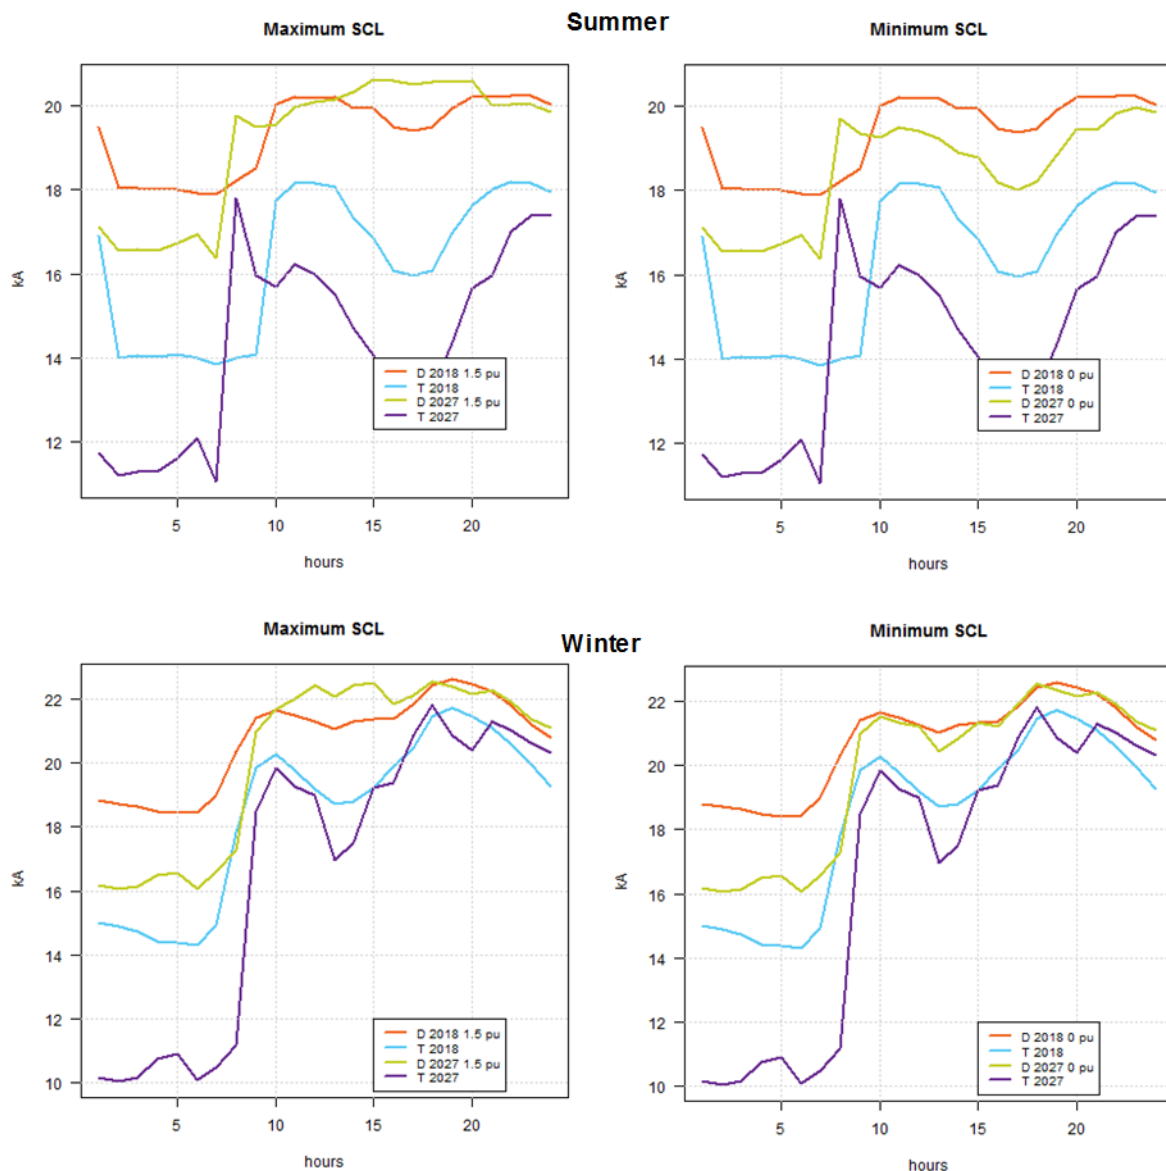 Summer
Maximum SCL
kA
20
18
16
14
12
D 2018 1.5 pu
T 2018
D 2027 1.5 pu
T 2027
5 10 15 20
hours
Minimum SCL
kA
20
18
16
14
12
D 2018 0 pu
T 2018
D 2027 0 pu
T 2027
5 10 15 20
hours
Winter
Maximum SCL
kA
22
20
18
16
14
12
10
D 2018 1.5 pu
T 2018
D 2027 1.5 pu
T 2027
5 10 15 20
hours
Minimum SCL
kA
22
20
18
16
14
12
10
D 2018 0 pu
T 2018
D 2027 0 pu
T 2027
5 10 15 20
hours